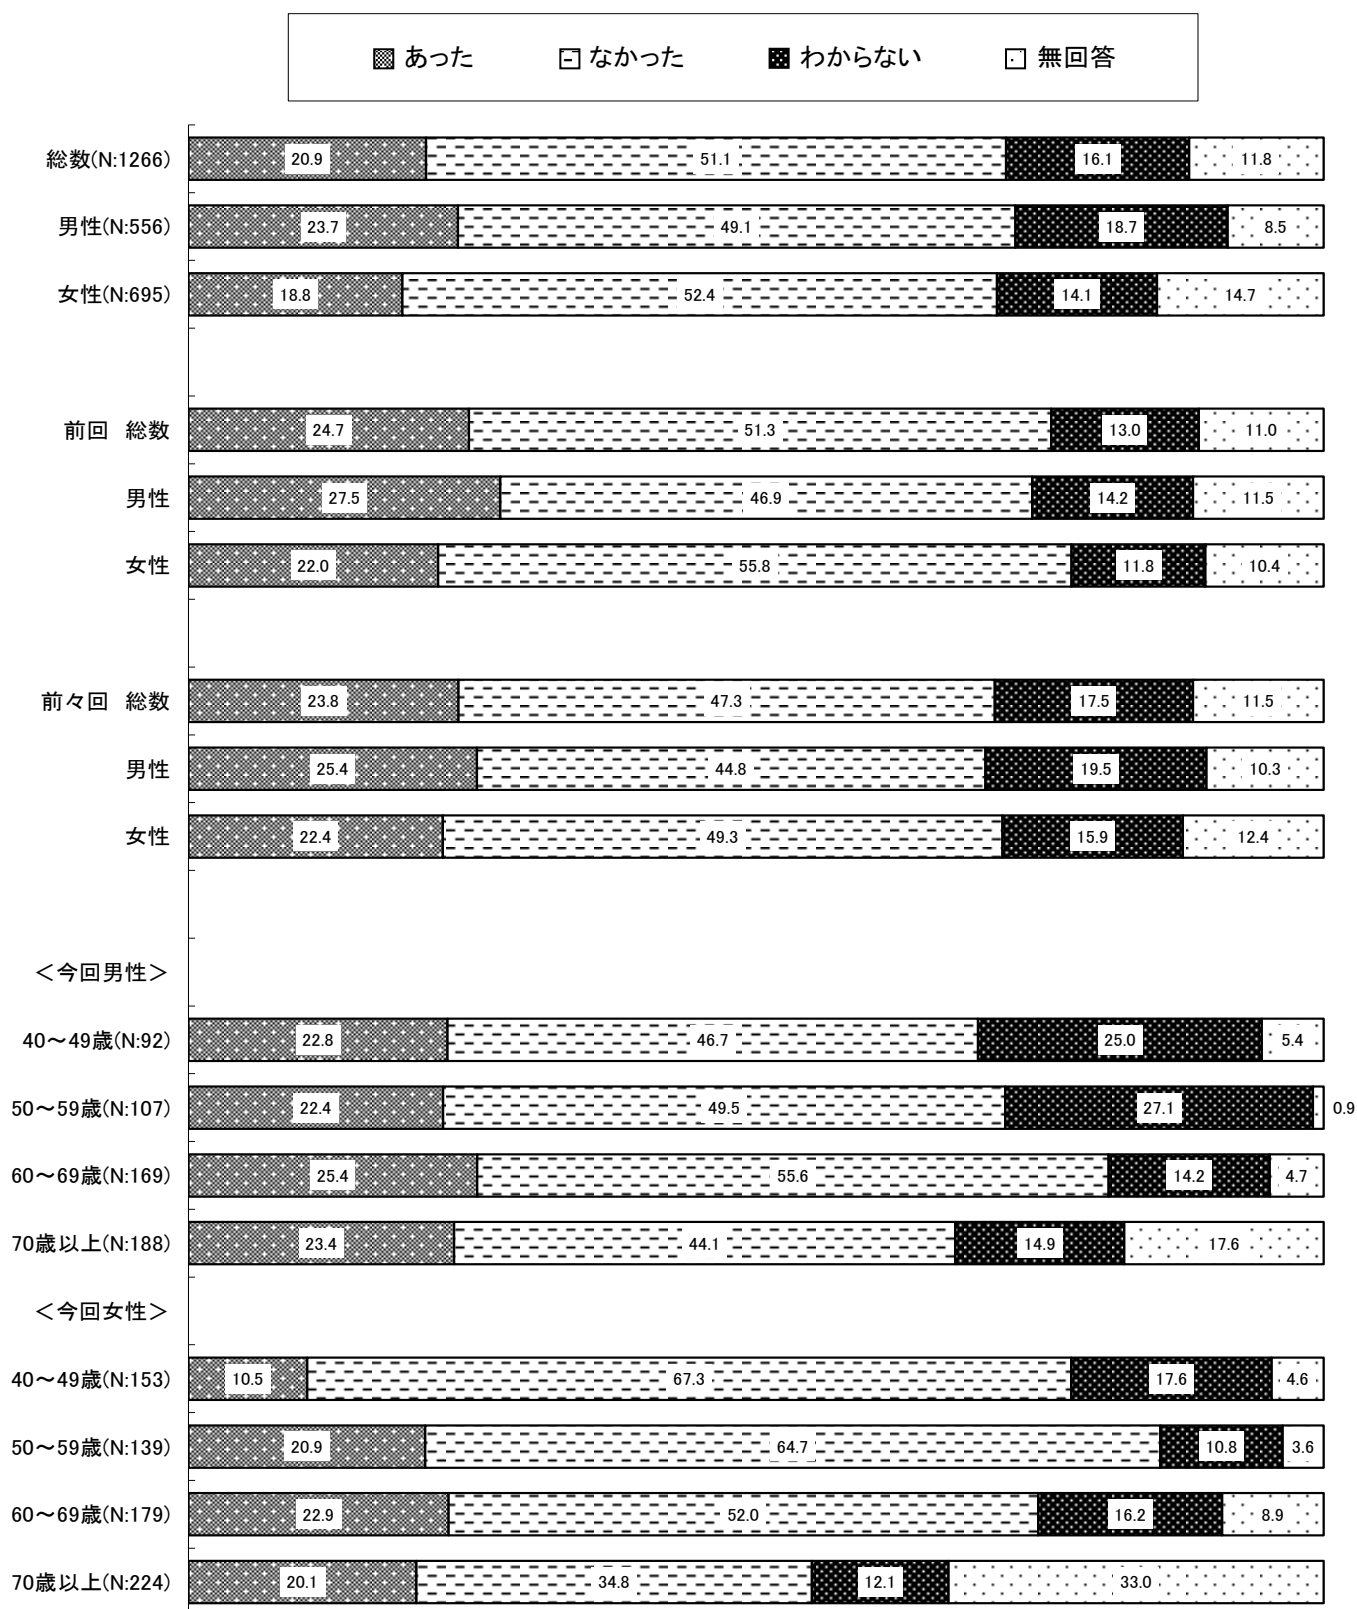 あった なかった わからない 無回答
総数(N:1266) 20.9 51.1 16.1 11.8
男性(N:556) 23.7 49.1 18.7 8.5
女性(N:695) 18.8 52.4 14.1 14.7
前回 総数 24.7 51.3 13.0 11.0
男性 27.5 46.9 14.2 11.5
女性 22.0 55.8 11.8 10.4
前々回 総数 23.8 47.3 17.5 11.5
男性 25.4 44.8 19.5 10.3
女性 22.4 49.3 15.9 12.4
＜今回男性＞
40～49歳(N:92) 22.8 46.7 25.0 5.4
50～59歳(N:107) 22.4 49.5 27.1 0.9
60～69歳(N:169) 25.4 55.6 14.2 4.7
70歳以上(N:188) 23.4 44.1 14.9 17.6
＜今回女性＞
40～49歳(N:153) 10.5 67.3 17.6 4.6
50～59歳(N:139) 20.9 64.7 10.8 3.6
60～69歳(N:179) 22.9 52.0 16.2 8.9
70歳以上(N:224) 20.1 34.8 12.1 33.0